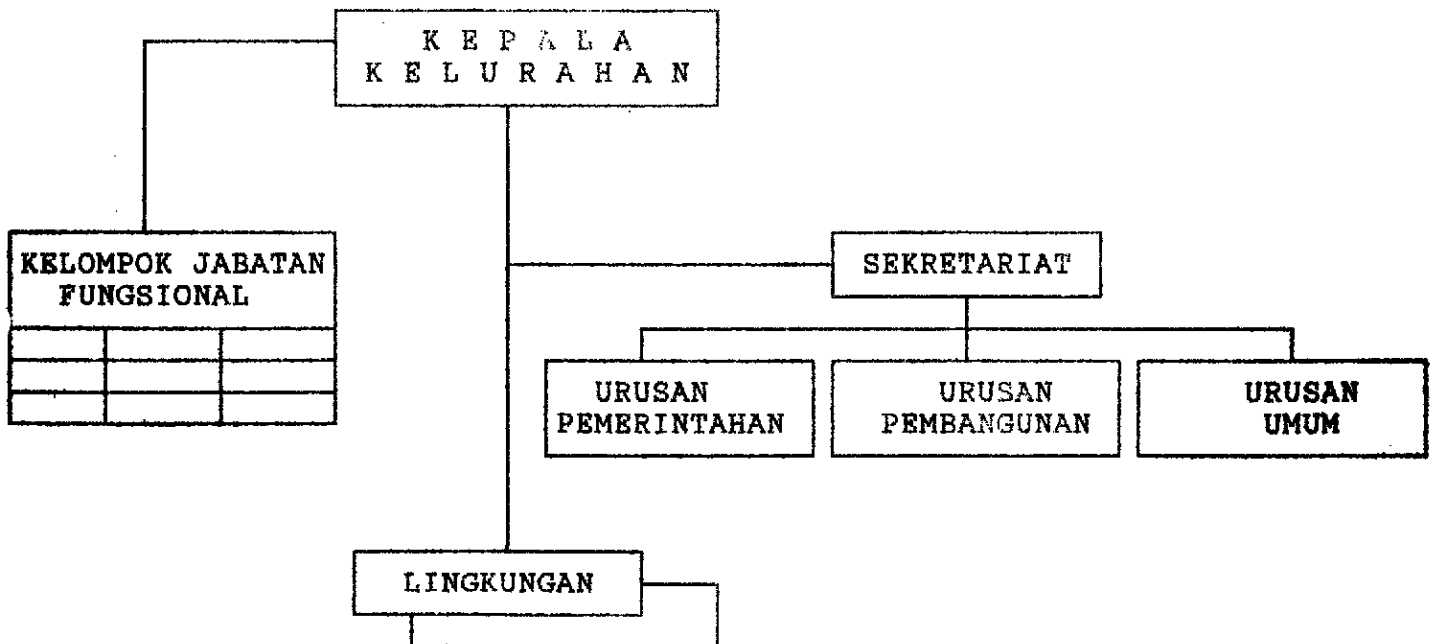 K E P A L A
K E L U R A H A N
KELOMPOK JABATAN
FUNGSIONAL
SEKRETARIAT
URUSAN
PEMERINTAHAN
URUSAN
PEMBANGUNAN
URUSAN
UMUM
LINGKUNGAN